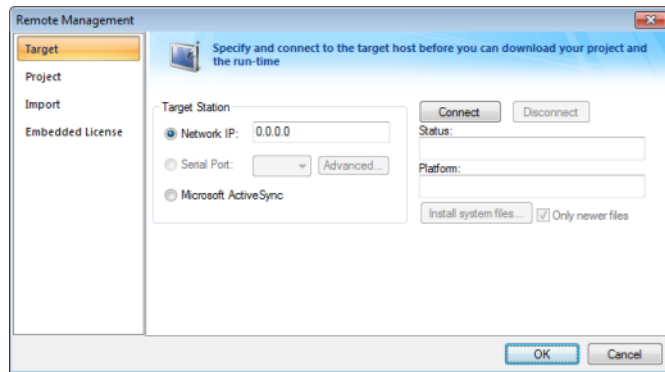 Remote Management
Target
Project
Import
Embedded License
Specify and connect to the target host before you can download your project and
the run-time
Target Station
Network IP:
0.0.0.0
Serial Port:
Advanced...
Microsoft ActiveSync
Connect
Disconnect
Status:
Platform:
Install system files...
Only newer files
OK
Cancel